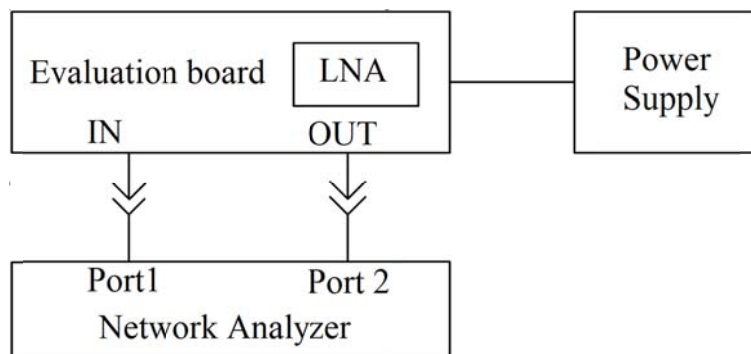 Evaluation board
LNA
IN
OUT
Power
Supply
Port1
Port 2
Network Analyzer